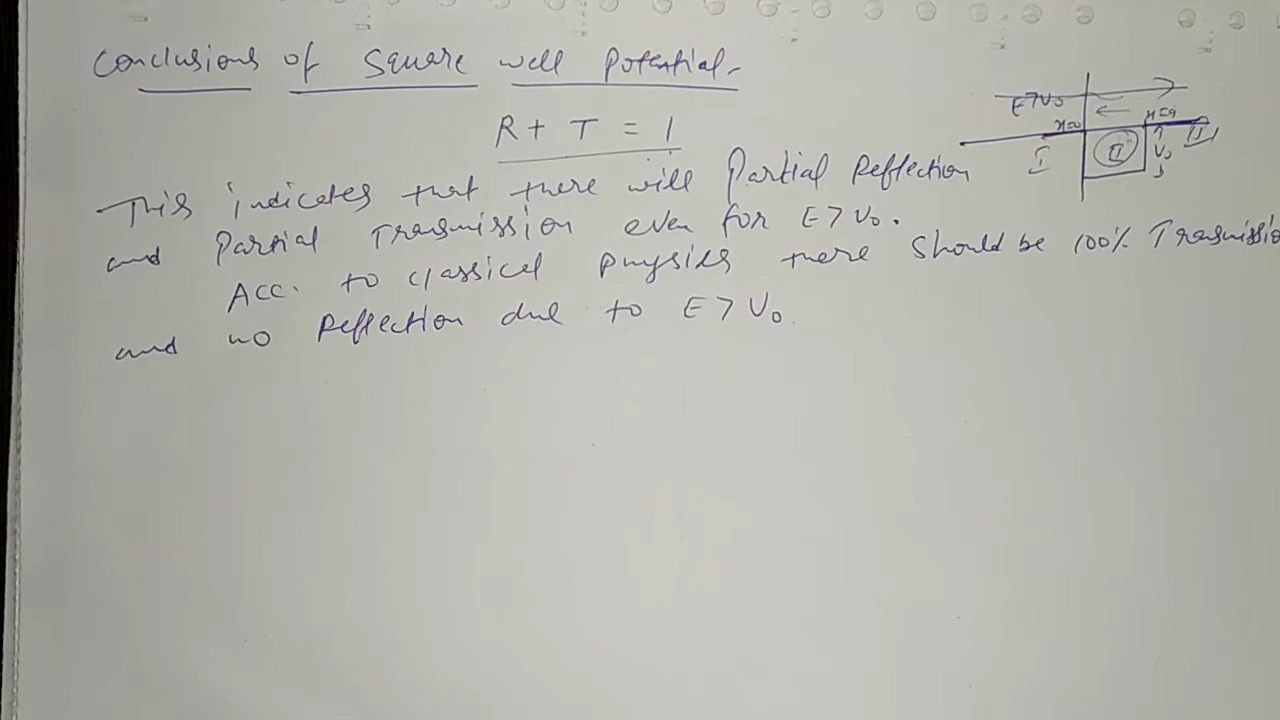 Conclusions of Square well Potential-
R + T = 1
This indicates that there will Partial Reflection
and Partial Transmission even for E > V₀.
Acc. to classical physics there should be 100% Transmissio
and no Reflection due to E > V₀.
E > V₀
x=0
x=a
I
II
V₀
III